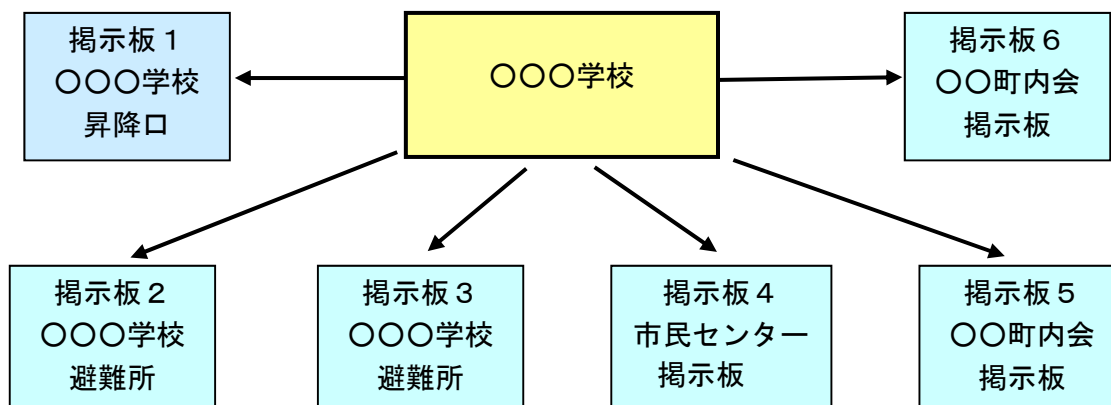 掲示板１
〇〇〇学校
昇降口
〇〇〇学校
掲示板６
〇〇町内会
掲示板
掲示板２
〇〇〇学校
避難所
掲示板３
〇〇〇学校
避難所
掲示板４
市民センター
掲示板
掲示板５
〇〇町内会
掲示板